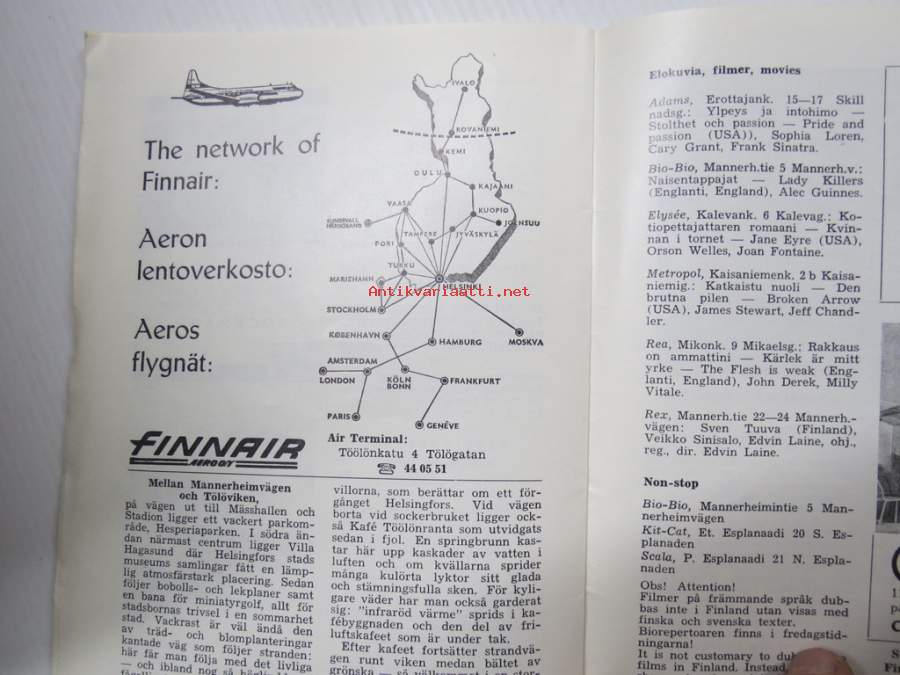 The network of
Finnair:
Aeron
lentoverkosto:
Aeros
flygnät:
IVALO
ROVANIEMI
KEMI
OULU
KAJAANI
VAASA
KUOPIO
SUNDSVALL
HÄRNÖSAND
JOENSUU
TAMPERE
JYVÄSKYLÄ
PORI
TURKU
MARIEHAMN
HELSINKI
Antikvariaatti.net
STOCKHOLM
KØBENHAVN
HAMBURG
MOSKVA
AMSTERDAM
LONDON
KÖLN
BONN
FRANKFURT
PARIS
GENÉVE
FINNAIR
AERO O/Y
Air Terminal:
Töölönkatu 4 Tölögatan
☎ 44 05 51
Mellan Mannerheimvägen
och Tölöviken,
på vägen ut till Mässhallen och
Stadion ligger ett vackert parkom-
råde, Hesperiaparken. I södra än-
dan närmast centrum ligger Villa
Hagasund där Helsingfors stads
museums samlingar fått en lämp-
lig atmosfärstark placering. Sedan
följer bobolls- och lekplaner samt
en bana för miniatyrgolf, allt för
stadsbornas trivsel i en sommarhet
stad. Vackrast är väl ändå den
av träd- och blomplanteringar
kantade väg som följer stranden:
här får man följa med det livliga
— och ibland nog så
villorna, som berättar om ett för-
gånget Helsingfors. Vid vägen
borta vid sockerbruket ligger ock-
så Kafé Töölönranta som utvidgats
sedan i fjol. En springbrunn kas-
tar här upp kaskader av vatten i
luften och om kvällarna sprider
många kulörta lyktor sitt glada
och stämningsfulla sken. För kyli-
gare väder har man också garderat
sig: "infraröd värme" sprids i ka-
fébyggnaden och den del av fri-
luftskafeet som är under tak.
Efter kafeet fortsätter strandvä-
gen runt viken medan bältet av
grönska — så välkommet i en stor-
Elokuvia, filmer, movies
Adams, Erottajank. 15—17 Skill
nadsg.: Ylpeys ja intohimo —
Stolthet och passion — Pride and
passion (USA)), Sophia Loren,
Cary Grant, Frank Sinatra.
Bio-Bio, Mannerh.tie 5 Mannerh.v.:
Naisentappajat — Lady Killers
(Englanti, England), Alec Guinnes.
Elysée, Kalevank. 6 Kalevag.: Ko-
tiopettajattaren romaani — Kvin-
nan i tornet — Jane Eyre (USA),
Orson Welles, Joan Fontaine.
Metropol, Kaisaniemenk. 2 b Kaisa-
niemig.: Katkaistu nuoli — Den
brutna pilen — Broken Arrow
(USA), James Stewart, Jeff Chand-
ler.
Rea, Mikonk. 9 Mikaelsg.: Rakkaus
on ammattini — Kärlek är mitt
yrke — The Flesh is weak (Eng-
lanti, England), John Derek, Milly
Vitale.
Rex, Mannerh.tie 22—24 Mannerh.-
vägen: Sven Tuuva (Finland),
Veikko Sinisalo, Edvin Laine, ohj.,
reg., dir. Edvin Laine.
Non-stop
Bio-Bio, Mannerheimintie 5 Man-
nerheimvägen
Kit-Cat, Et. Esplanaadi 20 S. Es-
planaden
Scala, P. Esplanaadi 21 N. Espla-
naden
Obs! Attention!
Filmer på främmande språk dub-
bas inte i Finland utan visas med
finska och svenska texter.
Biorepertoaren finns i fredagstid-
ningarna!
It is not customary to
films in Finland. Instead,